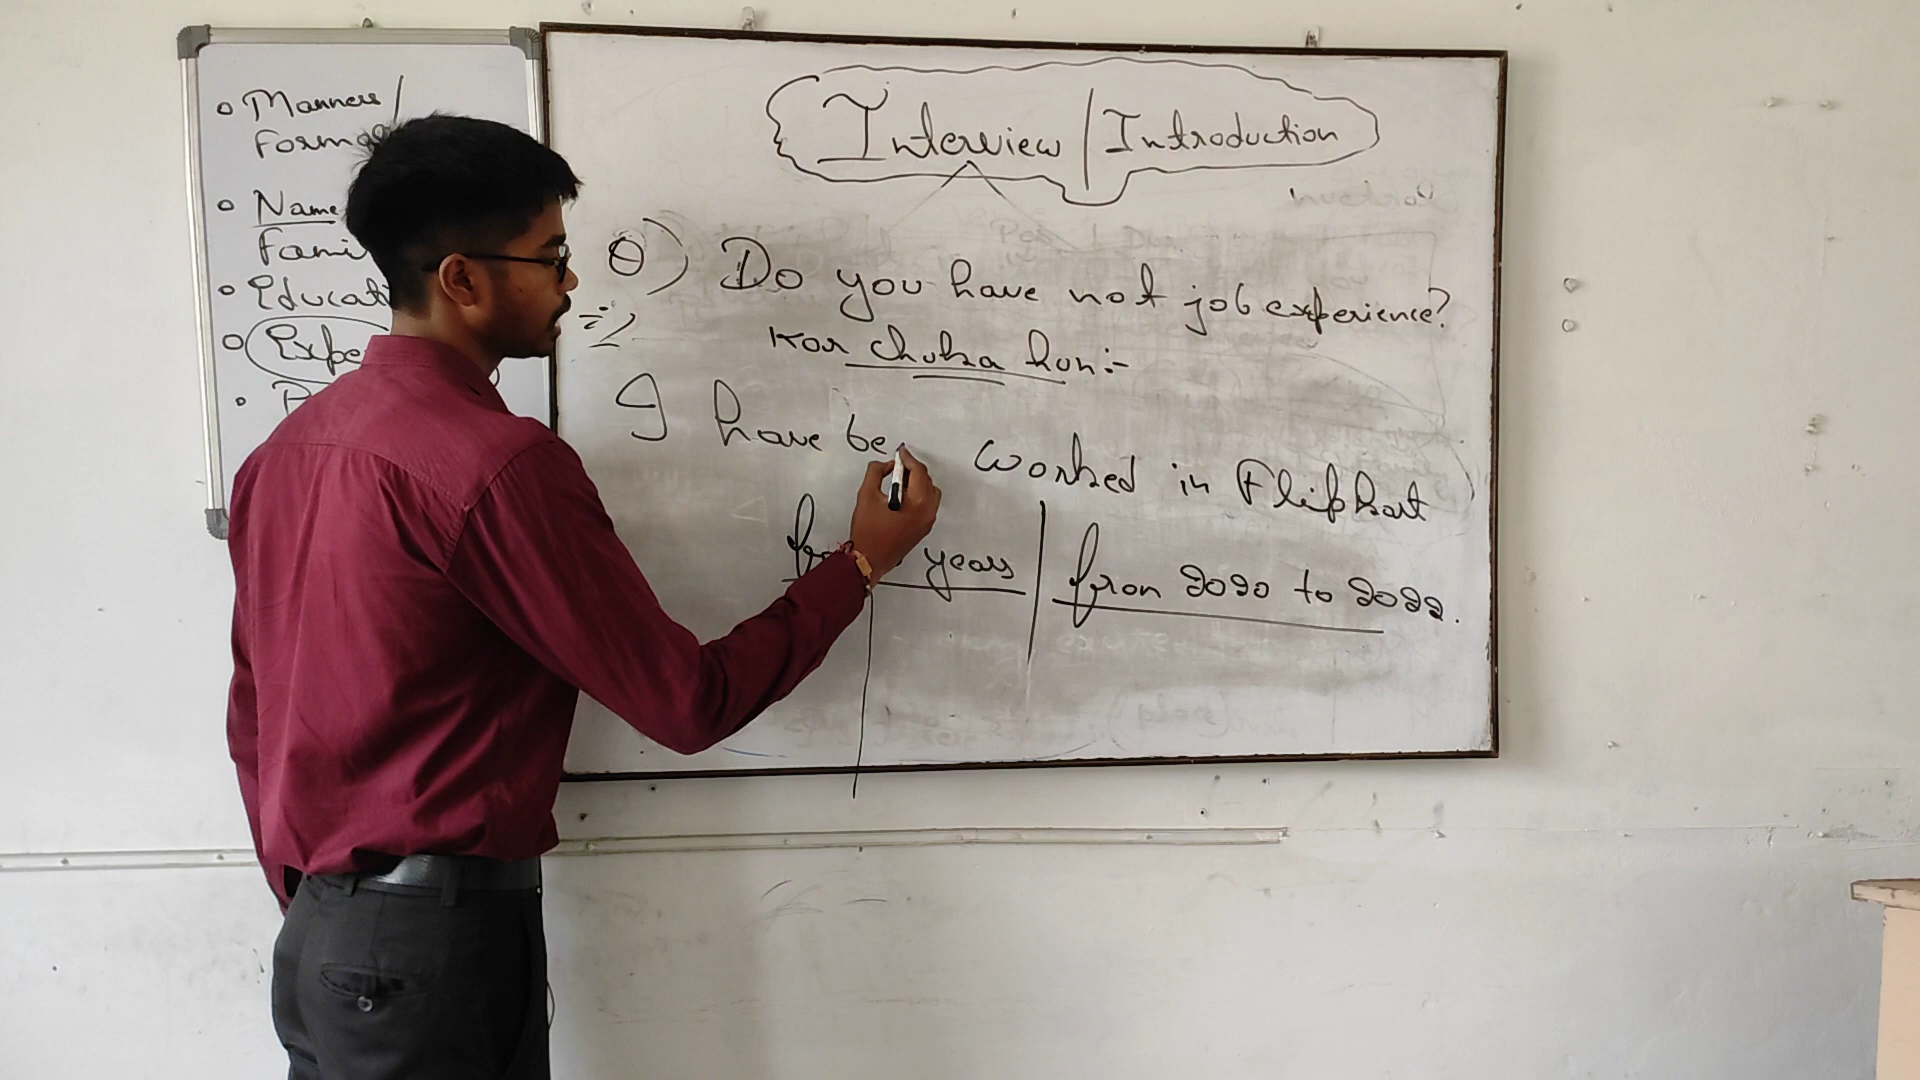 Manners/
Name
Interview | Introduction
Q) Do you have not job experience?
Kar chuka hun:-
I have be worked in Flipkart
years | from 2020 to 2022.